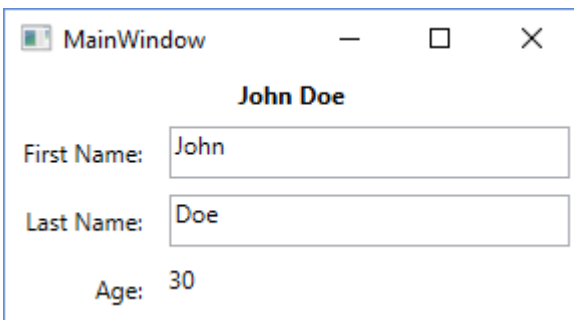 MainWindow
John Doe
First Name: John
Last Name: Doe
Age: 30